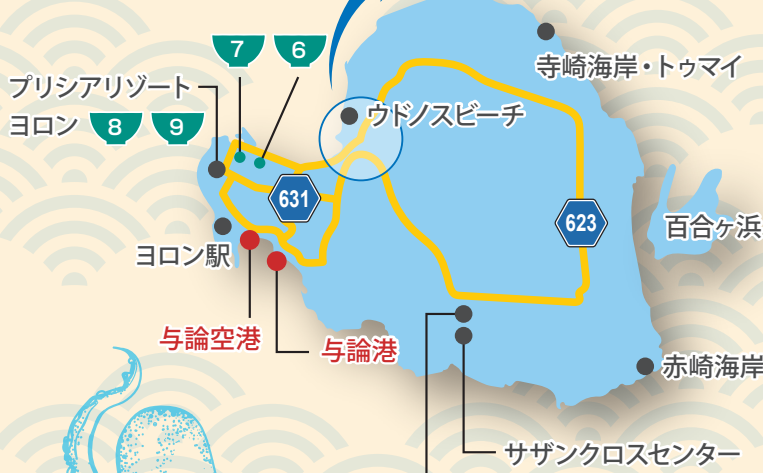 7 6
寺崎海岸・トゥマイ
プリシアリゾート
ヨロン 8 9
ウドノスビーチ
631
623
百合ヶ浜
ヨロン駅
与論空港
与論港
赤崎海岸
サザンクロスセンター